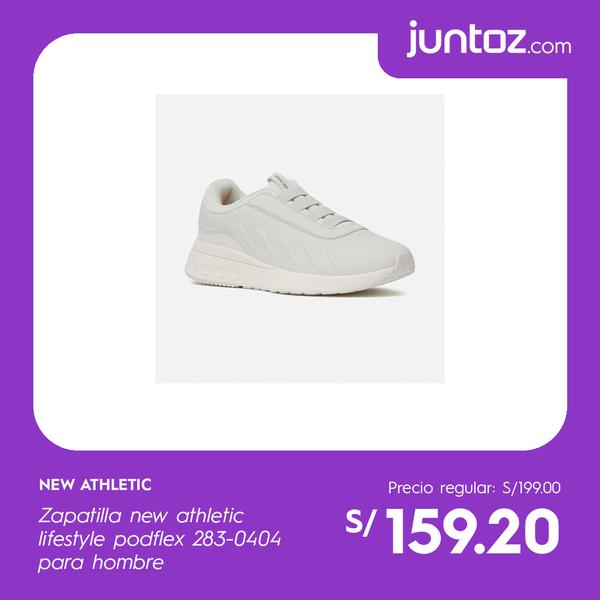 juntoz.com
NEW ATHLETIC
Zapatilla new athletic
lifestyle podflex 283-0404
para hombre
Precio regular: S/199.00
S/159.20